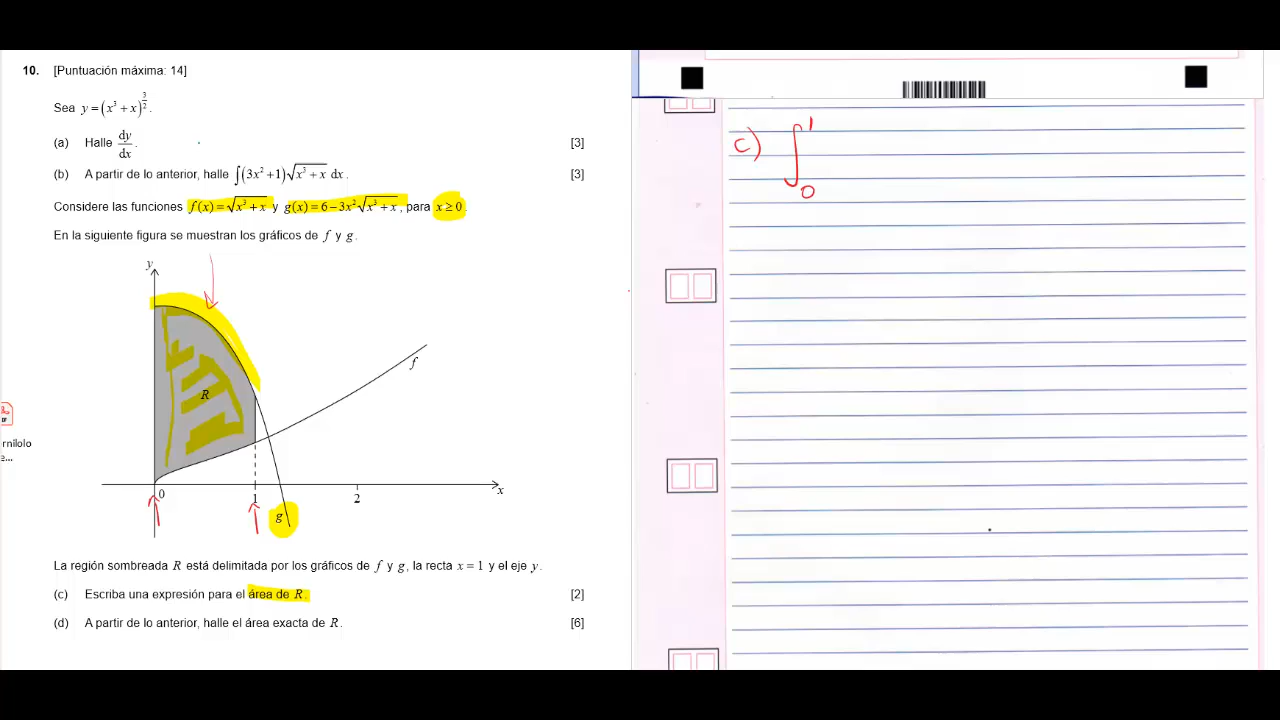 10. [Puntuación máxima: 14]
Sea y = (x³ + x)^(3/2).
(a) Halle dy/dx. [3]
(b) A partir de lo anterior, halle ∫(3x² + 1)√(x³ + x) dx. [3]
Considere las funciones f(x) = √(x³ + x) y g(x) = 6 − 3x²√(x³ + x), para x ≥ 0.
En la siguiente figura se muestran los gráficos de f y g.
y
f
R
0
1
2
x
g
La región sombreada R está delimitada por los gráficos de f y g, la recta x = 1 y el eje y.
(c) Escriba una expresión para el área de R. [2]
(d) A partir de lo anterior, halle el área exacta de R. [6]
c) ∫₀¹